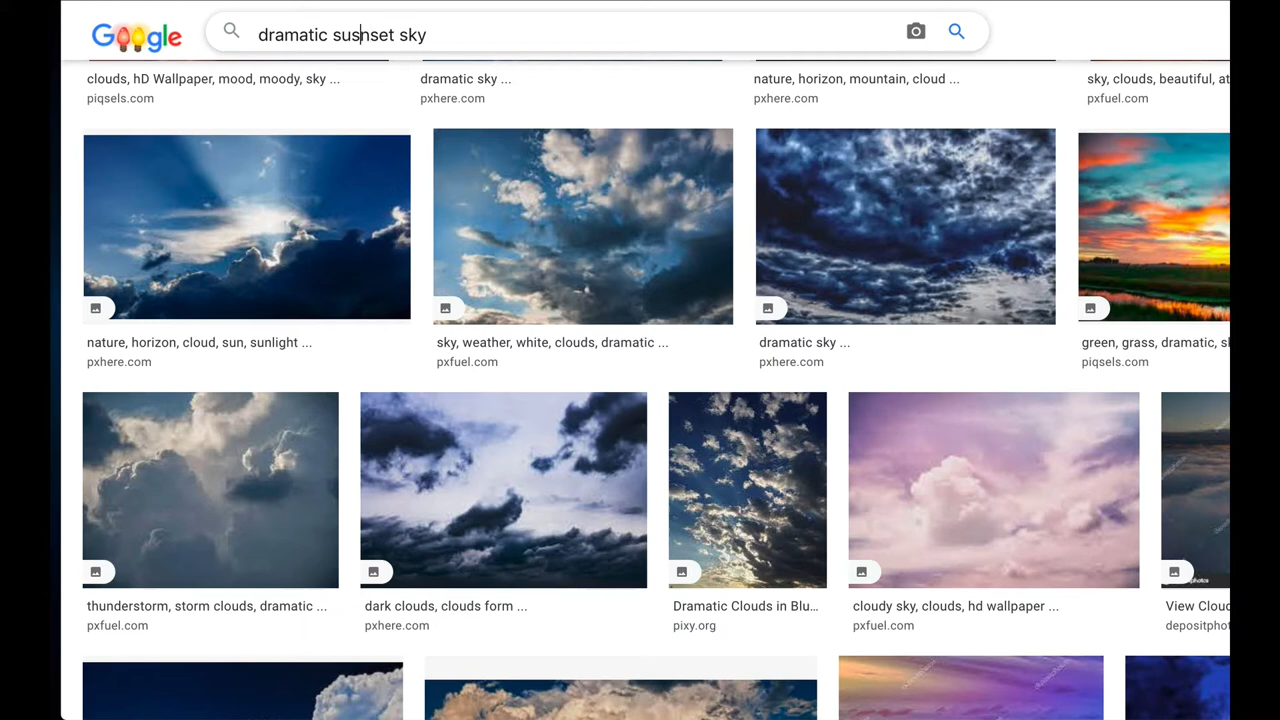 Google
dramatic susnset sky
clouds, hD Wallpaper, mood, moody, sky ...
dramatic sky ...
nature, horizon, mountain, cloud ...
sky, clouds, beautiful, at
piqsels.com
pxhere.com
pxhere.com
pxfuel.com
nature, horizon, cloud, sun, sunlight ...
sky, weather, white, clouds, dramatic ...
dramatic sky ...
green, grass, dramatic, sk
pxhere.com
pxfuel.com
pxhere.com
piqsels.com
thunderstorm, storm clouds, dramatic ...
dark clouds, clouds form ...
Dramatic Clouds in Blu...
cloudy sky, clouds, hd wallpaper ...
View Clou
pxfuel.com
pxhere.com
pixy.org
pxfuel.com
depositphot